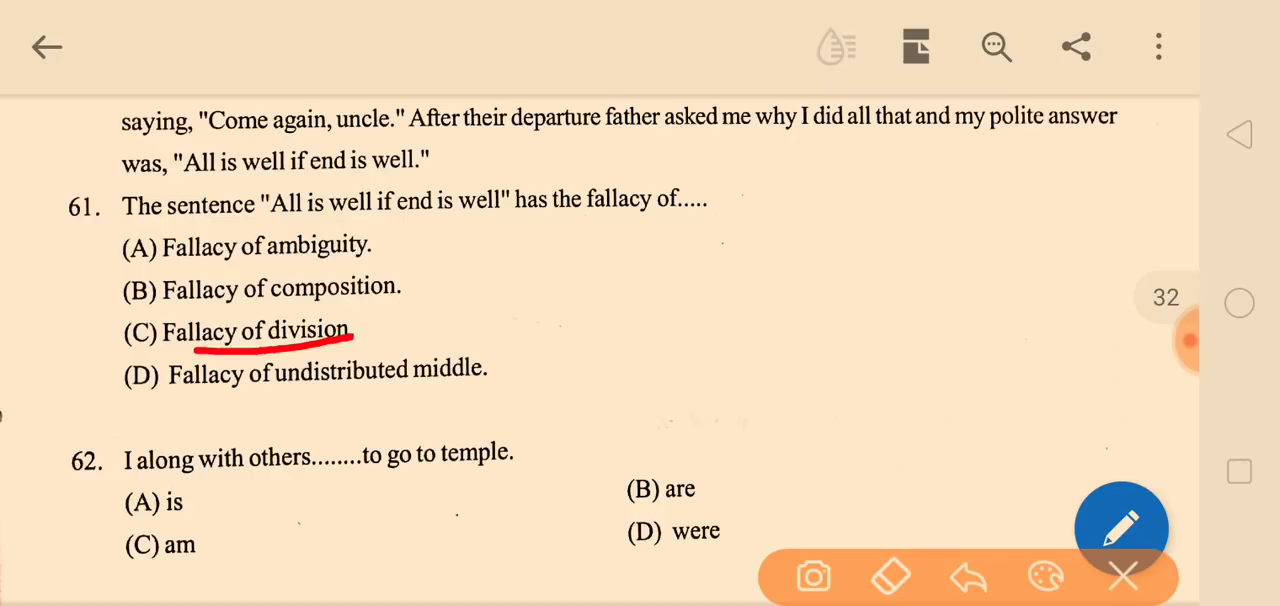 saying, "Come again, uncle." After their departure father asked me why I did all that and my polite answer
was, "All is well if end is well."
61. The sentence "All is well if end is well" has the fallacy of.....
(A) Fallacy of ambiguity.
(B) Fallacy of composition.
(C) Fallacy of division
(D) Fallacy of undistributed middle.
32
62. I along with others........to go to temple.
(A) is
(B) are
(C) am
(D) were